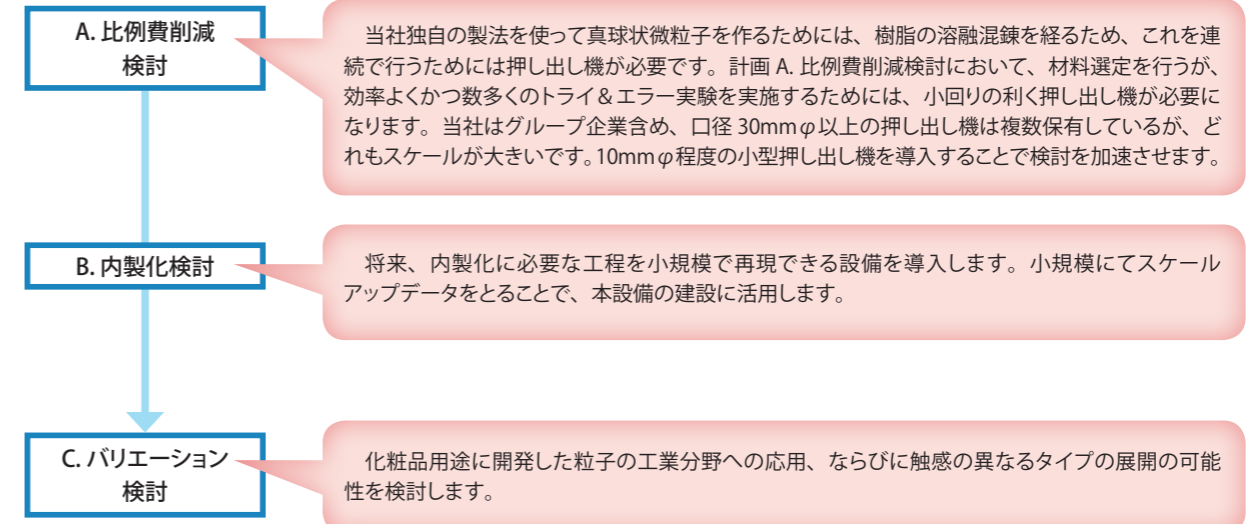 A. 比例費削減
検討
当社独自の製法を使って真球状微粒子を作るためには、樹脂の溶融混錬を経るため、これを連
続で行うためには押し出し機が必要です。計画 A. 比例費削減検討において、材料選定を行うが、
効率よくかつ数多くのトライ&エラー実験を実施するためには、小回りの利く押し出し機が必要に
なります。当社はグループ企業含め、口径 30mmφ以上の押し出し機は複数保有しているが、ど
れもスケールが大きいです。10mmφ程度の小型押し出し機を導入することで検討を加速させます。
B. 内製化検討
将来、内製化に必要な工程を小規模で再現できる設備を導入します。小規模にてスケール
アップデータをとることで、本設備の建設に活用します。
C. バリエーション
検討
化粧品用途に開発した粒子の工業分野への応用、ならびに触感の異なるタイプの展開の可能
性を検討します。